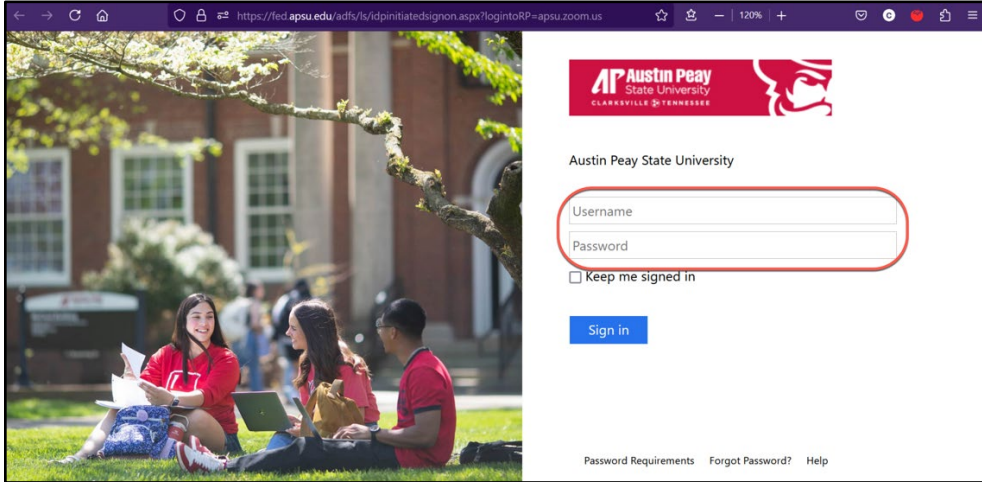 https://fed.apsu.edu/adfs/ls/idpinitiatedsignon.aspx?logintoRP=apsu.zoom.us
120%
AP Austin Peay
State University
CLARKSVILLE TENNESSEE
Austin Peay State University
Username
Password
Keep me signed in
Sign in
Password Requirements Forgot Password? Help